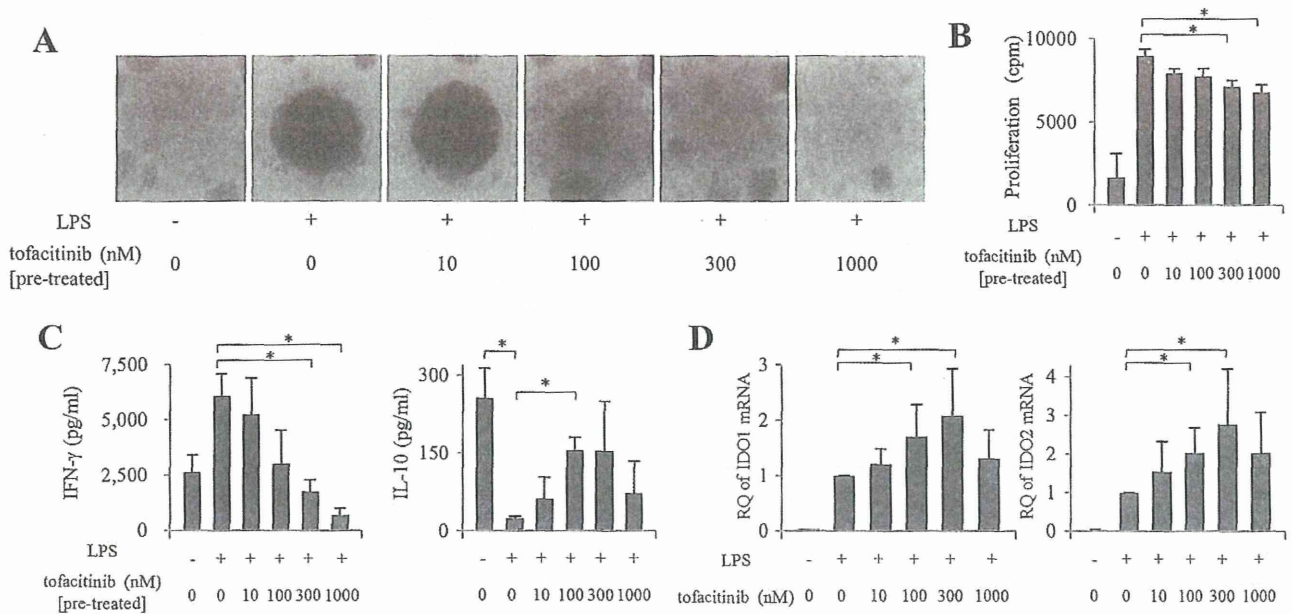 A
LPS - + + + + +
tofacitinib (nM) 0 0 10 100 300 1000
[pre-treated]
B
* *
Proliferation (cpm)
10000
5000
0
LPS - + + + + +
tofacitinib (nM)
[pre-treated] 0 0 10 100 300 1000
C
* *
IFN-γ (pg/ml)
7,500
5,000
2,500
0
LPS - + + + + +
tofacitinib (nM)
[pre-treated] 0 0 10 100 300 1000
* *
IL-10 (pg/ml)
300
150
0
- + + + + +
0 0 10 100 300 1000
D
* *
RQ of IDO1 mRNA
3
2
1
0
LPS - + + + + +
tofacitinib (nM) 0 0 10 100 300 1000
* *
RQ of IDO2 mRNA
4
3
2
1
0
- + + + + +
0 0 10 100 300 1000